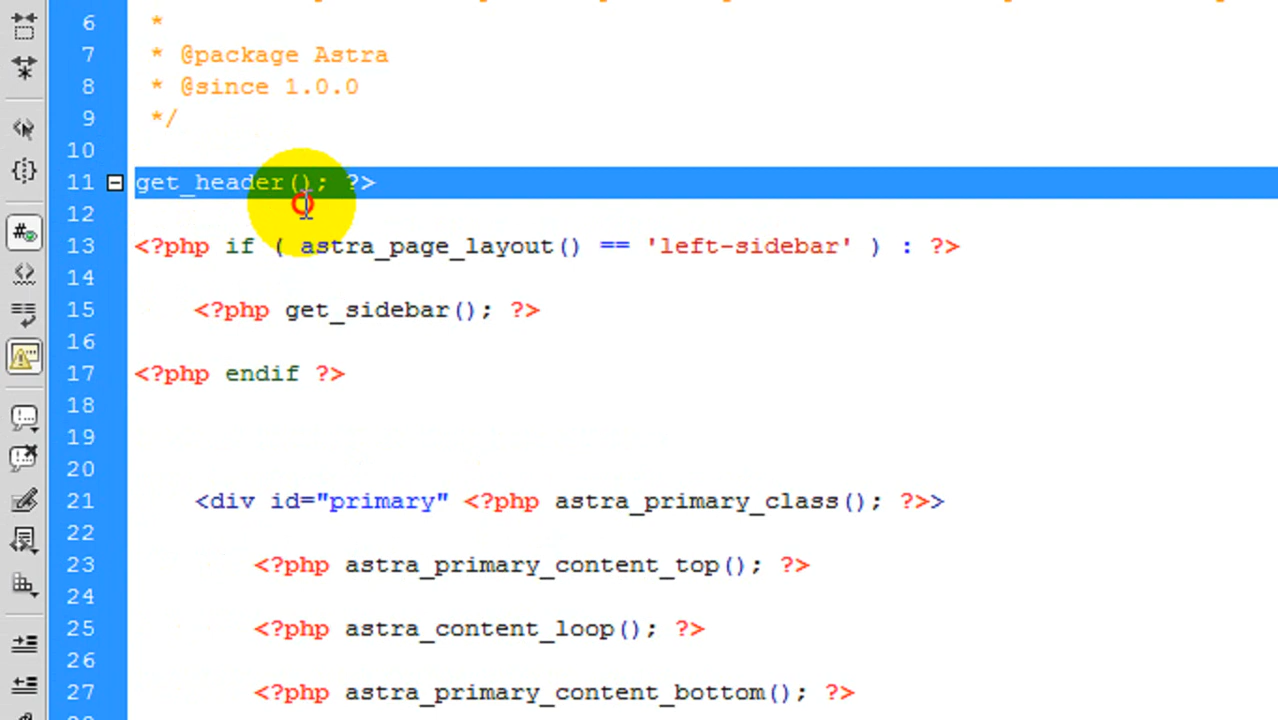 6 *
7 * @package Astra
8 * @since 1.0.0
9 */
10
11 get_header(); ?>
12
13 <?php if ( astra_page_layout() == 'left-sidebar' ) : ?>
14
15 <?php get_sidebar(); ?>
16
17 <?php endif ?>
18
19
20
21 <div id="primary" <?php astra_primary_class(); ?>>
22
23 <?php astra_primary_content_top(); ?>
24
25 <?php astra_content_loop(); ?>
26
27 <?php astra_primary_content_bottom(); ?>